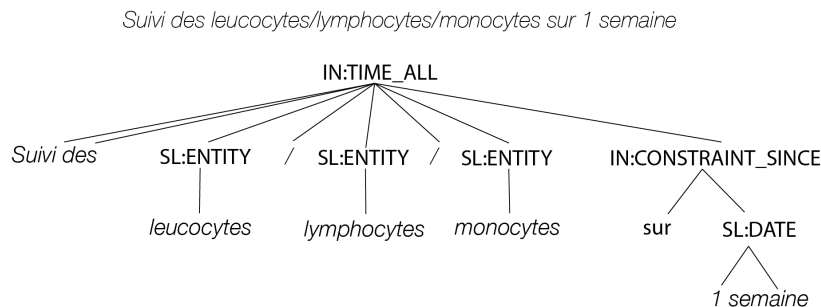 Suivi des leucocytes/lymphocytes/monocytes sur 1 semaine
IN:TIME_ALL
Suivi des SL:ENTITY / SL:ENTITY / SL:ENTITY IN:CONSTRAINT_SINCE
leucocytes lymphocytes monocytes sur SL:DATE
1 semaine